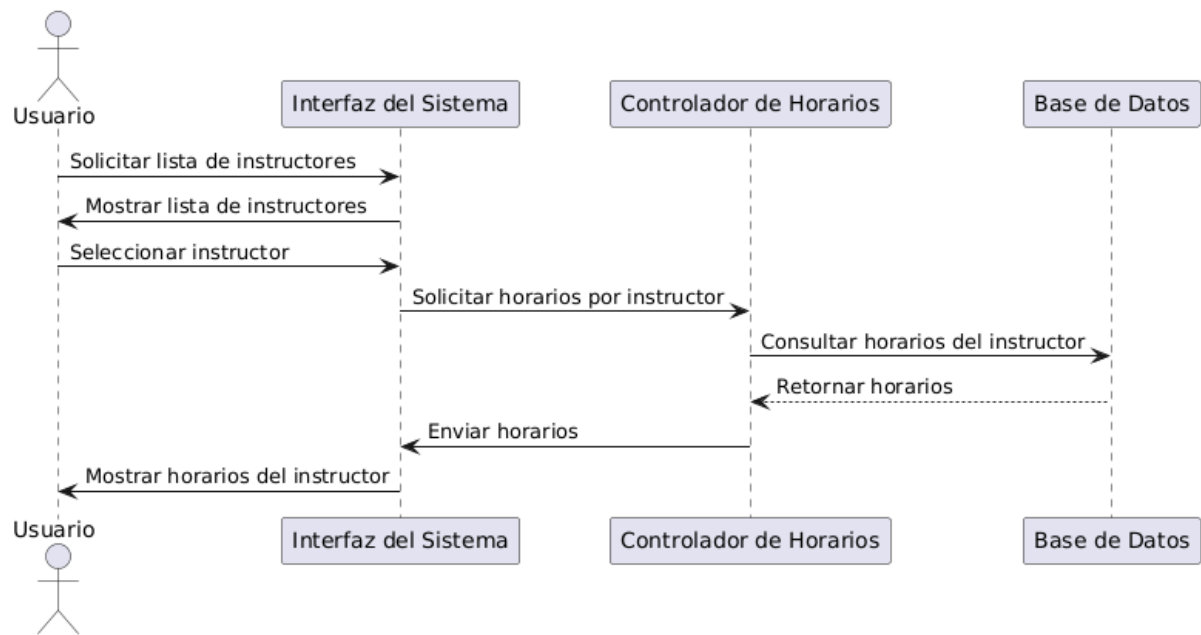 Usuario
Interfaz del Sistema
Controlador de Horarios
Base de Datos
Solicitar lista de instructores
Mostrar lista de instructores
Seleccionar instructor
Solicitar horarios por instructor
Consultar horarios del instructor
Retornar horarios
Enviar horarios
Mostrar horarios del instructor
Usuario
Interfaz del Sistema
Controlador de Horarios
Base de Datos